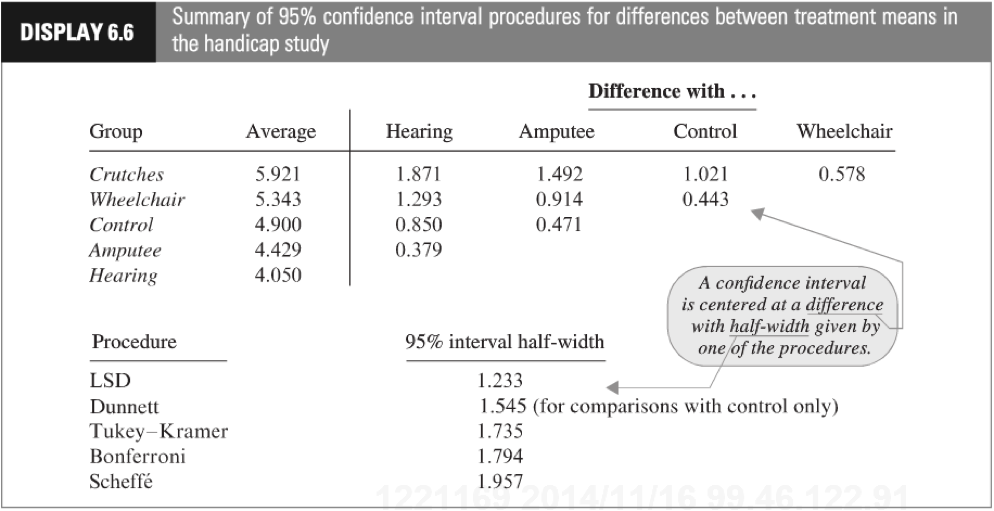 DISPLAY 6.6
Summary of 95% confidence interval procedures for differences between treatment means in
the handicap study
Difference with . . .
Group Average Hearing Amputee Control Wheelchair
Crutches 5.921 1.871 1.492 1.021 0.578
Wheelchair 5.343 1.293 0.914 0.443
Control 4.900 0.850 0.471
Amputee 4.429 0.379
Hearing 4.050
A confidence interval
is centered at a difference
with half-width given by
one of the procedures.
Procedure 95% interval half-width
LSD 1.233
Dunnett 1.545 (for comparisons with control only)
Tukey–Kramer 1.735
Bonferroni 1.794
Scheffé 1.957
1221169 2014/11/16 99.46.122.91